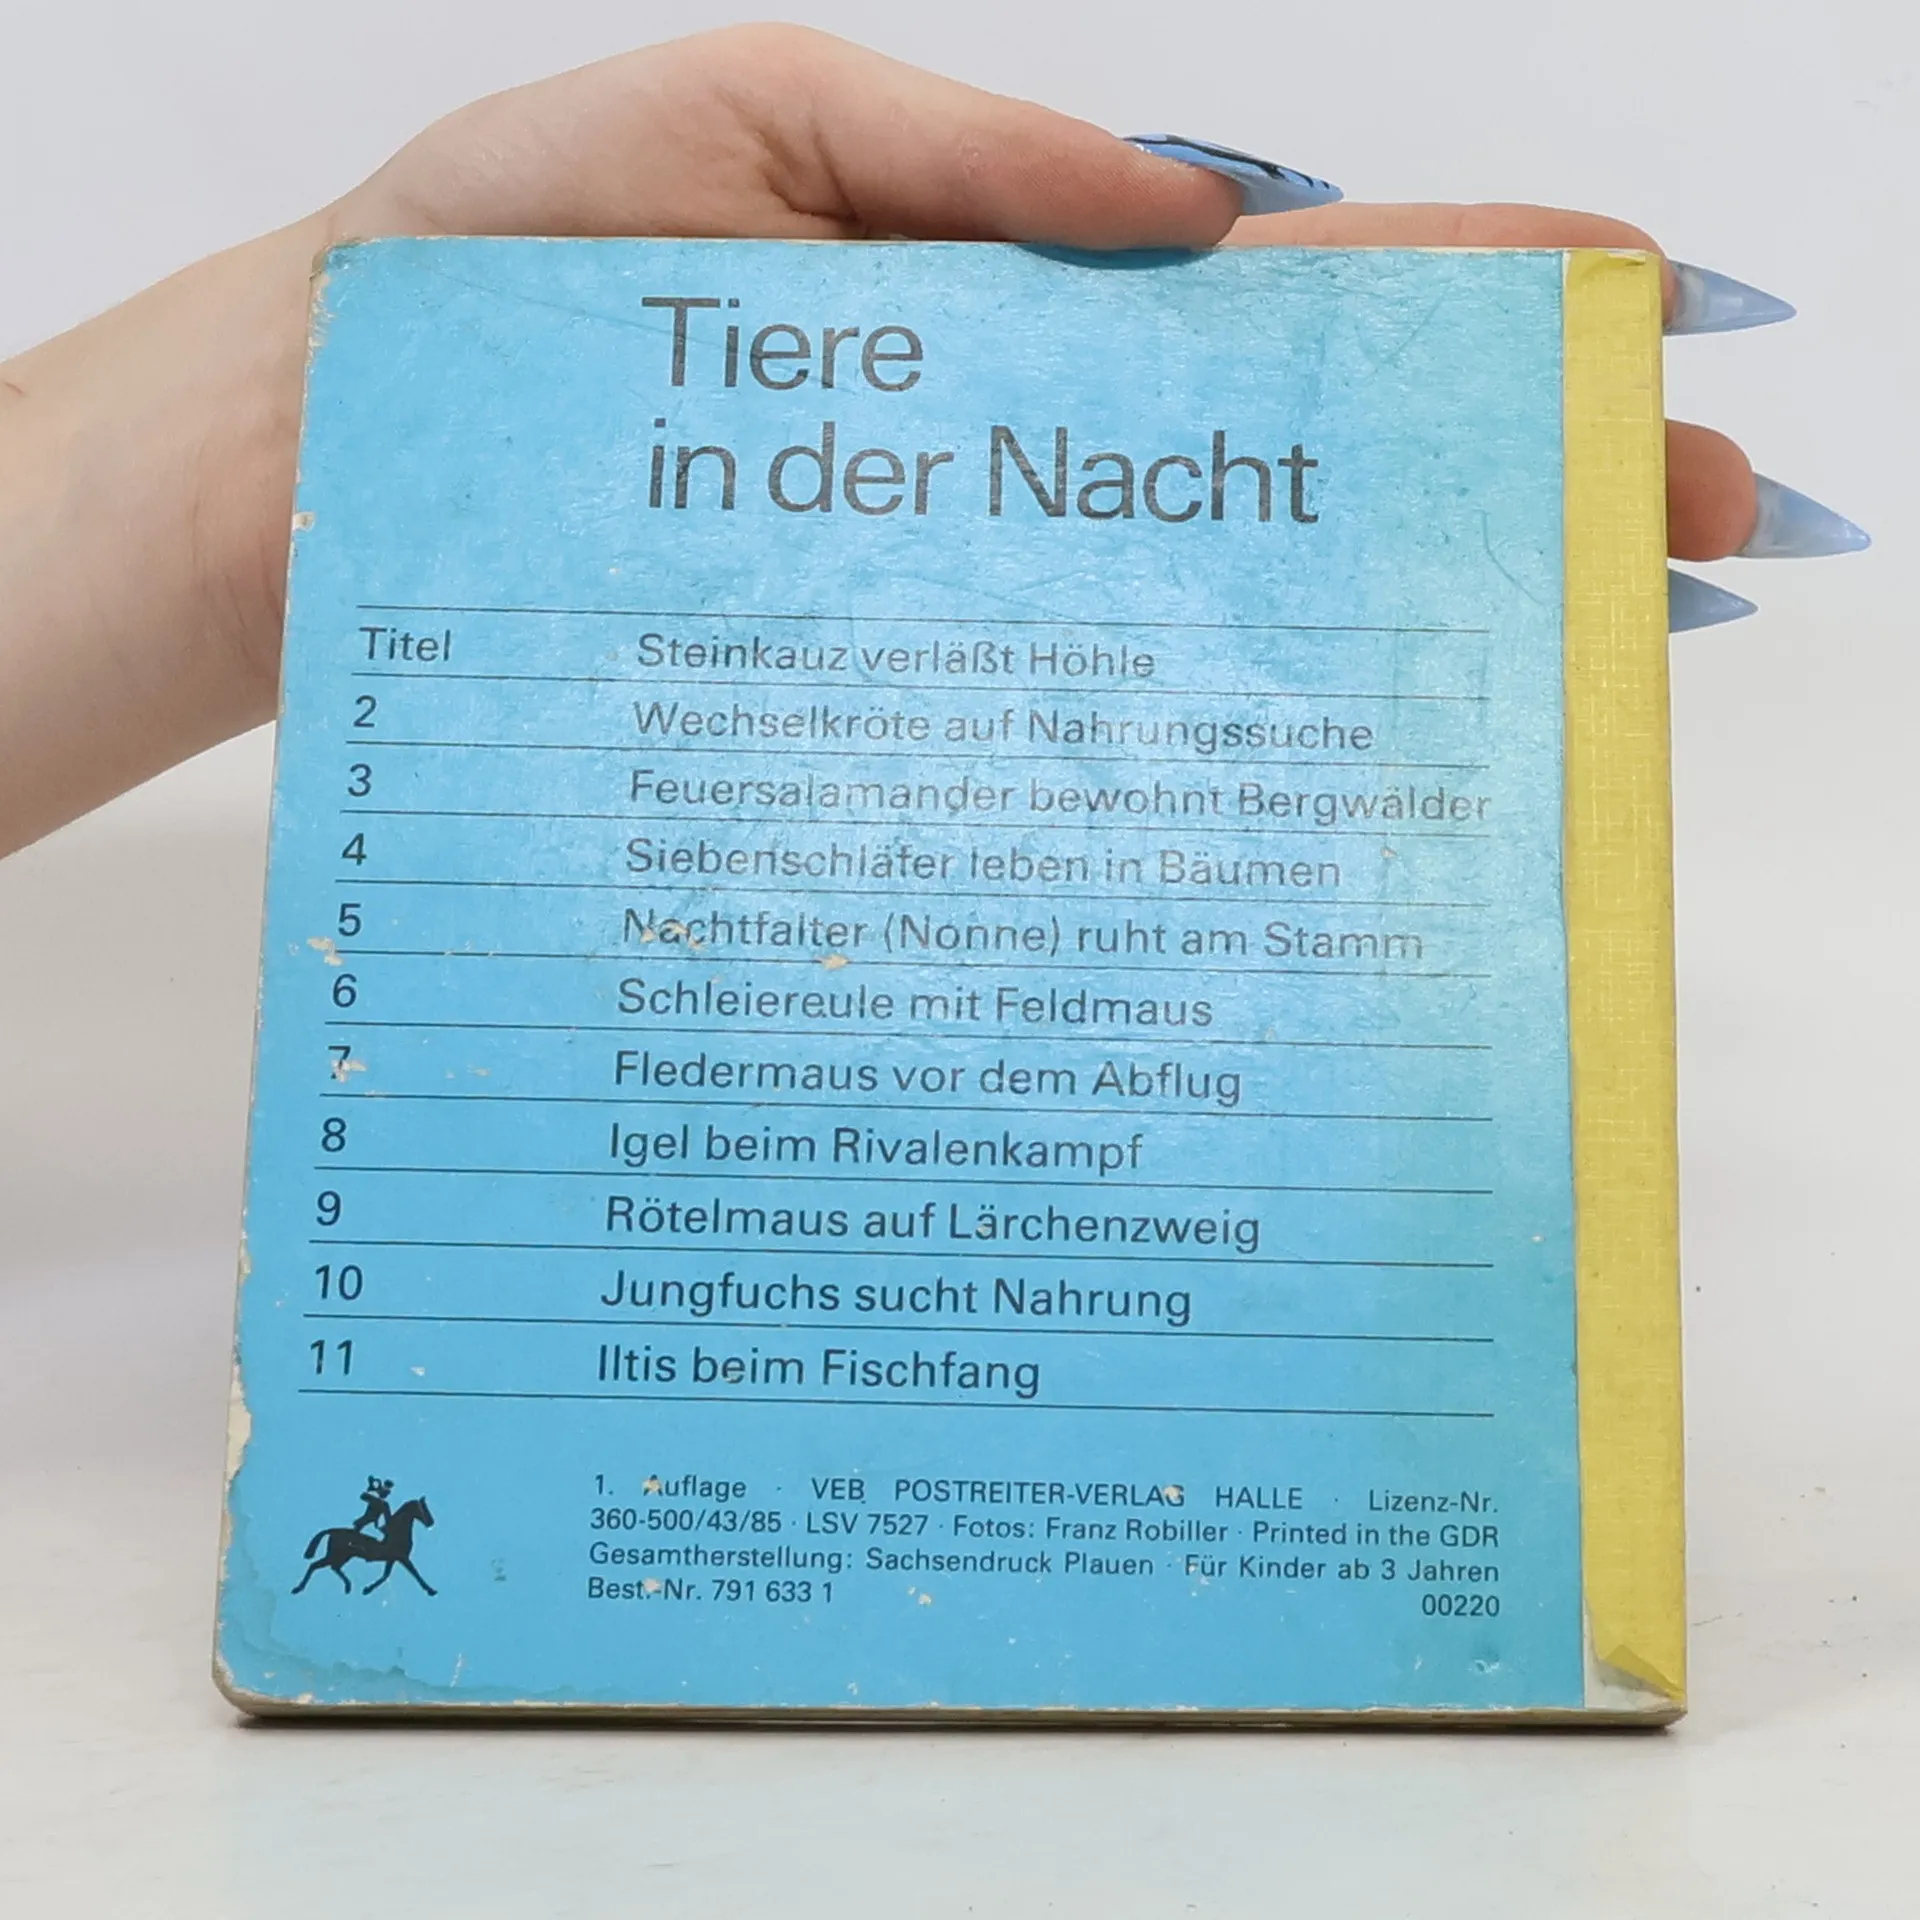 Tiere
in der Nacht
Titel Steinkauz verläßt Höhle
2 Wechselkröte auf Nahrungssuche
3 Feuersalamander bewohnt Bergwälder
4 Siebenschläfer leben in Bäumen
5 Nachtfalter (Nonne) ruht am Stamm
6 Schleiereule mit Feldmaus
7 Fledermaus vor dem Abflug
8 Igel beim Rivalenkampf
9 Rötelmaus auf Lärchenzweig
10 Jungfuchs sucht Nahrung
11 Iltis beim Fischfang
1. Auflage · VEB POSTREITER-VERLAG HALLE · Lizenz-Nr.
360-500/43/85 · LSV 7527 · Fotos: Franz Robiller · Printed in the GDR
Gesamtherstellung: Sachsendruck Plauen · Für Kinder ab 3 Jahren
Best.-Nr. 791 633 1 00220